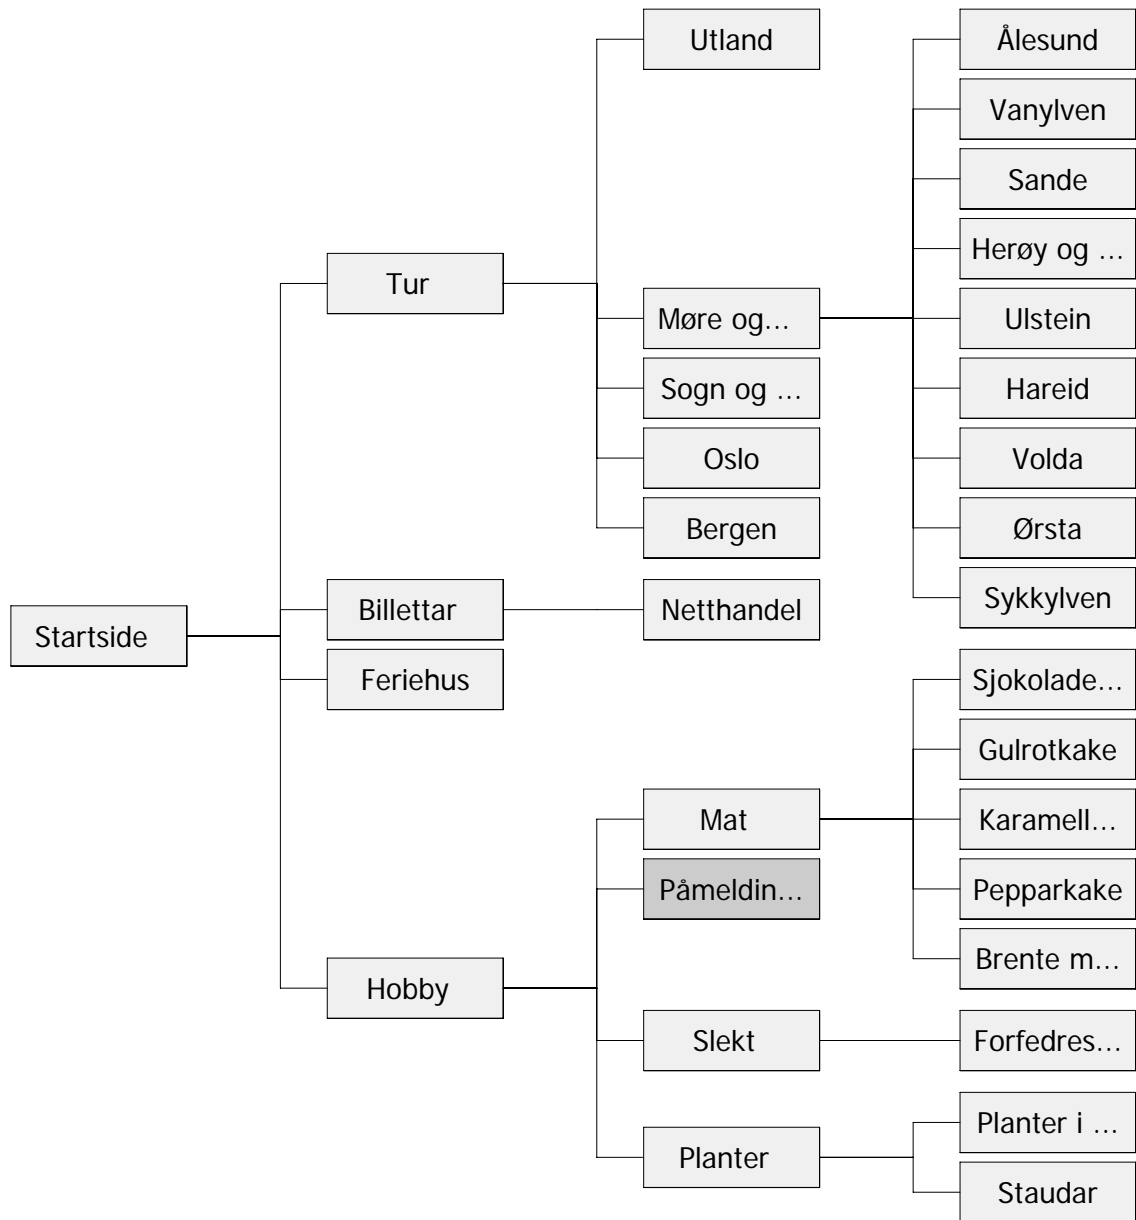 Utland
Ålesund
Vanylven
Sande
Herøy og ...
Tur
Møre og...
Ulstein
Sogn og ...
Hareid
Oslo
Volda
Bergen
Ørsta
Startside
Billettar
Netthandel
Sykkylven
Feriehus
Sjokolade...
Gulrotkake
Mat
Karamell...
Påmeldin...
Pepparkake
Hobby
Brente m...
Slekt
Forfedres...
Planter
Planter i ...
Staudar